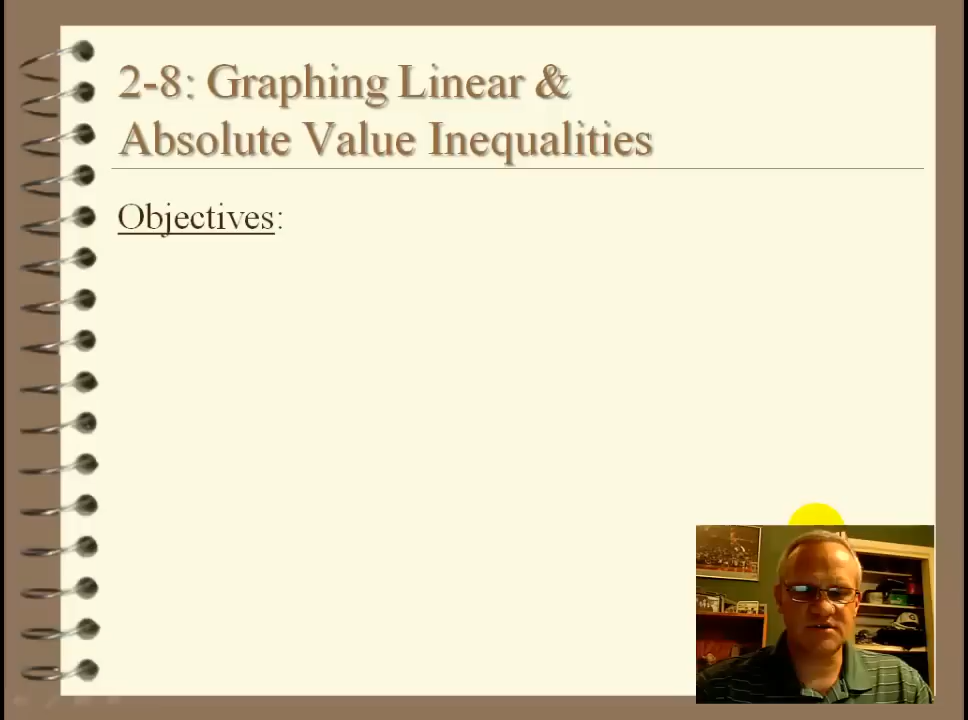 2-8: Graphing Linear &
Absolute Value Inequalities
Objectives: